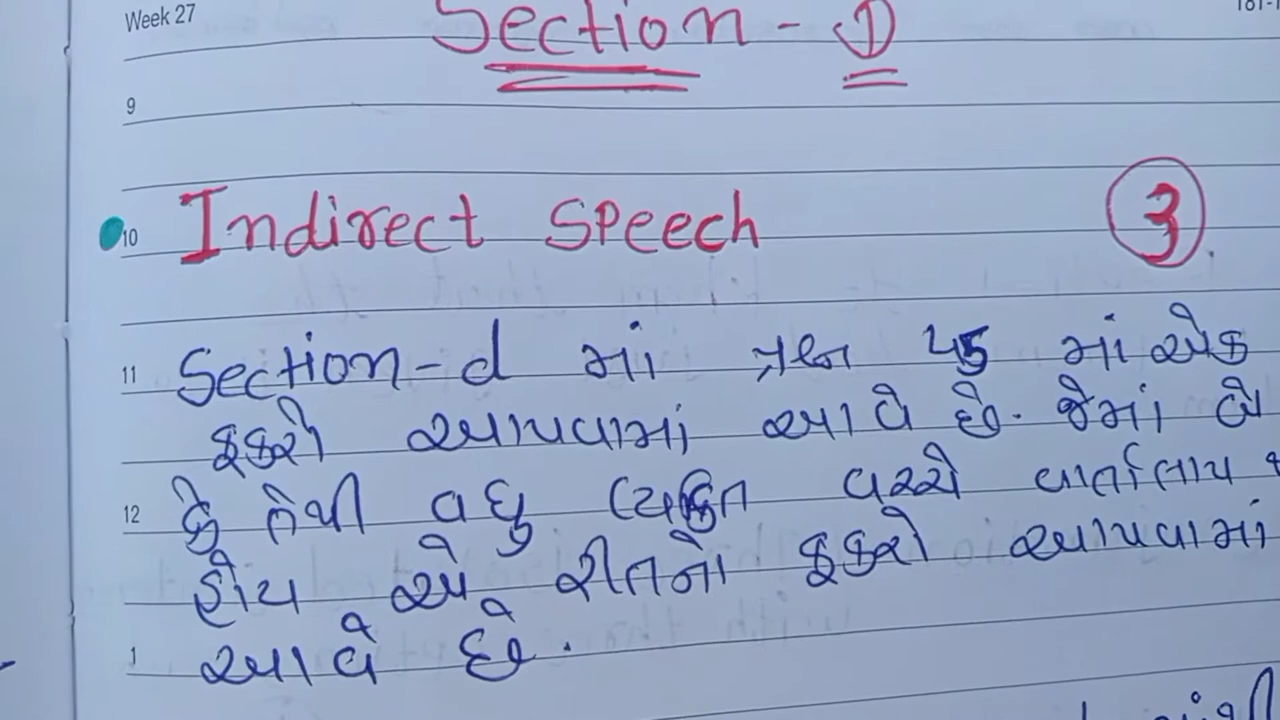 Week 27
Section - D
9
10 Indirect Speech 3
11 Section-d માં પ્રશ્ન 45 માં એક
ફકરો આપવામાં આવે છે. જેમાં બે
12 કે તેથી વધુ વ્યક્તિ વચ્ચે વાર્તાલાપ
હોય એ રીતનો ફકરો આપવામાં
1 આવે છે.